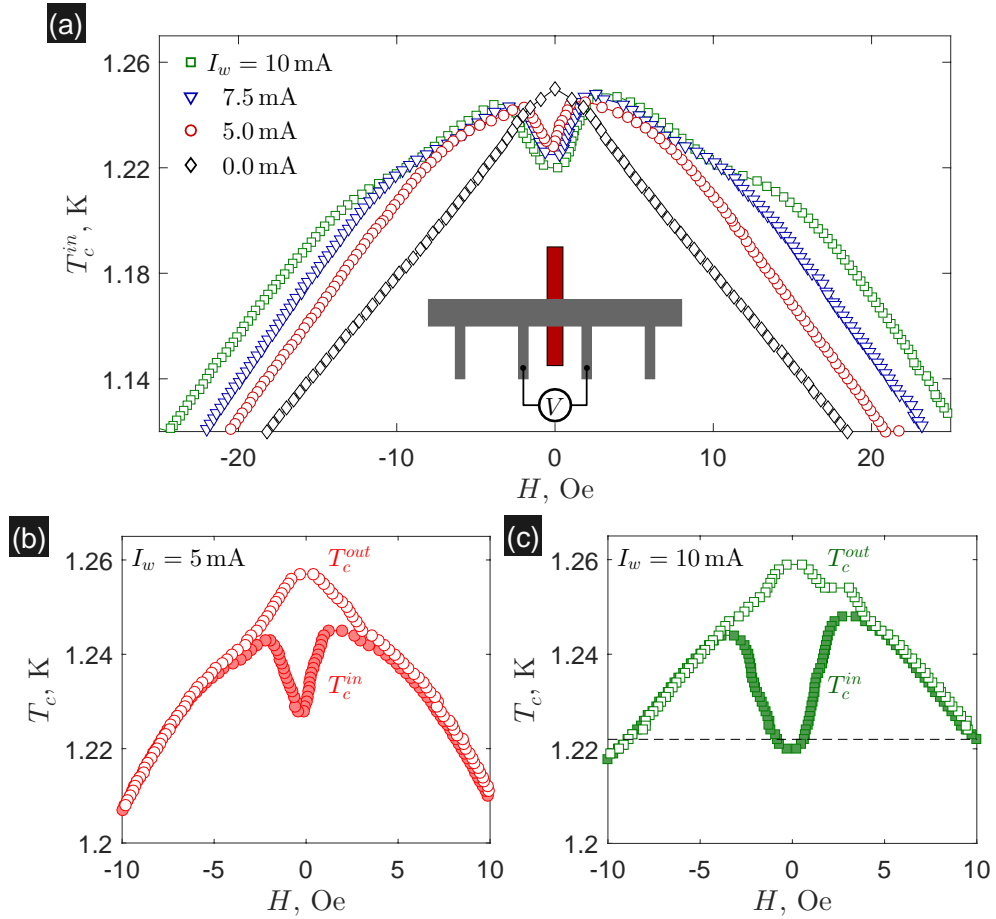 (a)
1.26
1.22
1.18
1.14
T_c^{in}, K
I_w = 10 mA
7.5 mA
5.0 mA
0.0 mA
V
-20
-10
0
10
20
H, Oe
(b)
I_w = 5 mA
T_c^{out}
T_c^{in}
1.26
1.24
1.22
1.2
T_c, K
-10
-5
0
5
10
H, Oe
(c)
I_w = 10 mA
T_c^{out}
T_c^{in}
1.26
1.24
1.22
1.2
T_c, K
-10
-5
0
5
10
H, Oe